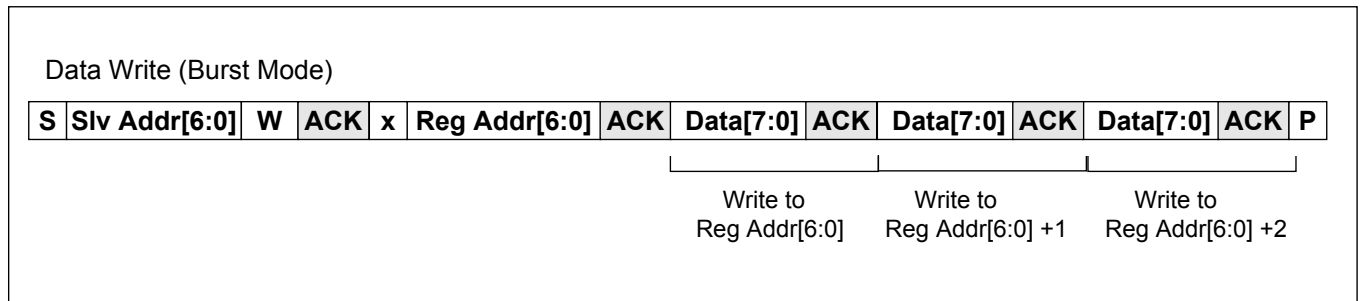 Data Write (Burst Mode)
S Slv Addr[6:0] W ACK x Reg Addr[6:0] ACK Data[7:0] ACK Data[7:0] ACK Data[7:0] ACK P
Write to Write to Write to
Reg Addr[6:0] Reg Addr[6:0] +1 Reg Addr[6:0] +2